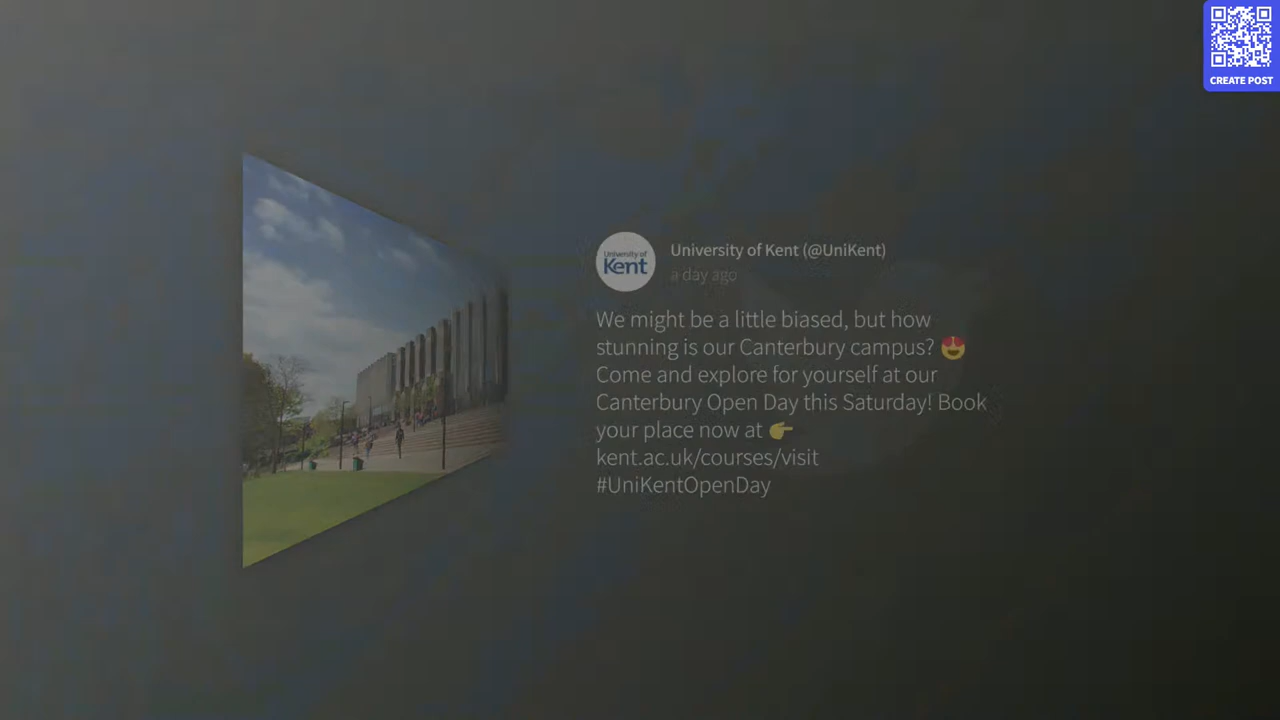 CREATE POST
University of
Kent
University of Kent (@UniKent)
a day ago
We might be a little biased, but how
stunning is our Canterbury campus? 😍
Come and explore for yourself at our
Canterbury Open Day this Saturday! Book
your place now at 👉
kent.ac.uk/courses/visit
#UniKentOpenDay